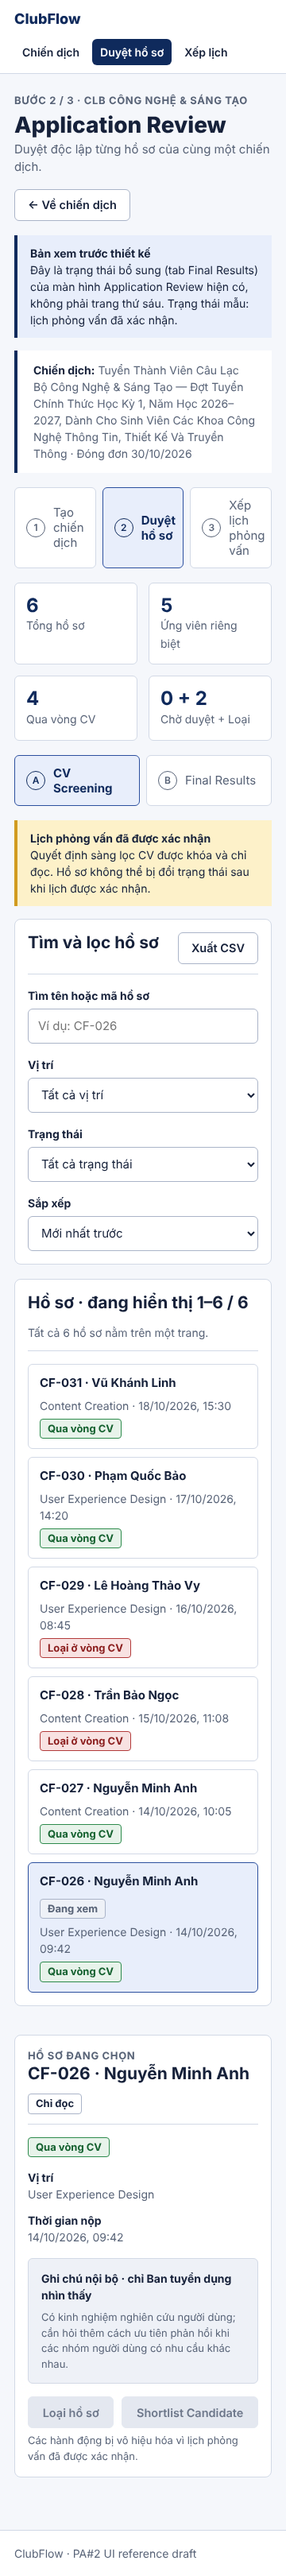 ClubFlow
Chiến dịch
Duyệt hồ sơ
Xếp lịch
BƯỚC 2 / 3 · CLB CÔNG NGHỆ & SÁNG TẠO
Application Review
Duyệt độc lập từng hồ sơ của cùng một chiến
dịch.
← Về chiến dịch
Bản xem trước thiết kế
Đây là trạng thái bổ sung (tab Final Results)
của màn hình Application Review hiện có,
không phải trang thứ sáu. Trạng thái mẫu:
lịch phỏng vấn đã xác nhận.
Chiến dịch: Tuyển Thành Viên Câu Lạc
Bộ Công Nghệ & Sáng Tạo — Đợt Tuyển
Chính Thức Học Kỳ 1, Năm Học 2026–
2027, Dành Cho Sinh Viên Các Khoa Công
Nghệ Thông Tin, Thiết Kế Và Truyền
Thông · Đóng đơn 30/10/2026
1
Tạo
chiến
dịch
2
Duyệt
hồ sơ
3
Xếp
lịch
phỏng
vấn
6
Tổng hồ sơ
5
Ứng viên riêng
biệt
4
Qua vòng CV
0 + 2
Chờ duyệt + Loại
A
CV
Screening
B
Final Results
Lịch phỏng vấn đã được xác nhận
Quyết định sàng lọc CV được khóa và chỉ
đọc. Hồ sơ không thể bị đổi trạng thái sau
khi lịch được xác nhận.
Tìm và lọc hồ sơ
Xuất CSV
Tìm tên hoặc mã hồ sơ
Ví dụ: CF-026
Vị trí
Tất cả vị trí
Trạng thái
Tất cả trạng thái
Sắp xếp
Mới nhất trước
Hồ sơ · đang hiển thị 1–6 / 6
Tất cả 6 hồ sơ nằm trên một trang.
CF-031 · Vũ Khánh Linh
Content Creation · 18/10/2026, 15:30
Qua vòng CV
CF-030 · Phạm Quốc Bảo
User Experience Design · 17/10/2026,
14:20
Qua vòng CV
CF-029 · Lê Hoàng Thảo Vy
User Experience Design · 16/10/2026,
08:45
Loại ở vòng CV
CF-028 · Trần Bảo Ngọc
Content Creation · 15/10/2026, 11:08
Loại ở vòng CV
CF-027 · Nguyễn Minh Anh
Content Creation · 14/10/2026, 10:05
Qua vòng CV
CF-026 · Nguyễn Minh Anh
Đang xem
User Experience Design · 14/10/2026,
09:42
Qua vòng CV
HỒ SƠ ĐANG CHỌN
CF-026 · Nguyễn Minh Anh
Chỉ đọc
Qua vòng CV
Vị trí
User Experience Design
Thời gian nộp
14/10/2026, 09:42
Ghi chú nội bộ · chỉ Ban tuyển dụng
nhìn thấy
Có kinh nghiệm nghiên cứu người dùng;
cần hỏi thêm cách ưu tiên phản hồi khi
các nhóm người dùng có nhu cầu khác
nhau.
Loại hồ sơ
Shortlist Candidate
Các hành động bị vô hiệu hóa vì lịch phỏng
vấn đã được xác nhận.
ClubFlow · PA#2 UI reference draft